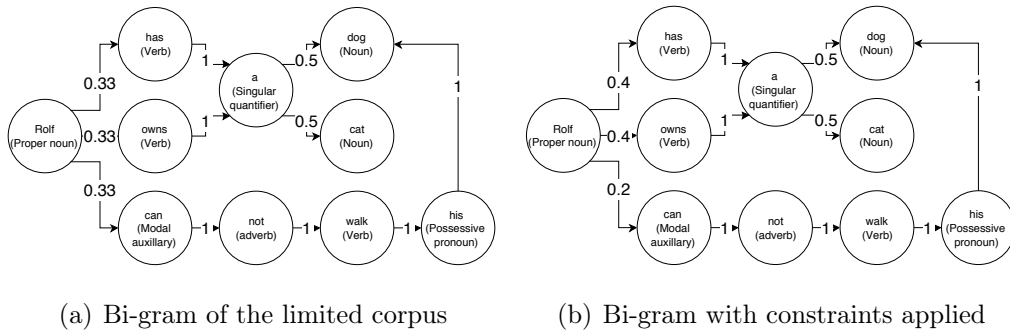 has
(Verb)
dog
(Noun)
1
0.5
0.33
a
(Singular
quantifier)
1
Rolf
(Proper noun)
0.33
owns
(Verb)
1
0.5
cat
(Noun)
0.33
can
(Modal
auxillary)
1
not
(adverb)
1
walk
(Verb)
1
his
(Possessive
pronoun)
(a) Bi-gram of the limited corpus
has
(Verb)
dog
(Noun)
1
0.5
0.4
a
(Singular
quantifier)
1
Rolf
(Proper noun)
0.4
owns
(Verb)
1
0.5
cat
(Noun)
0.2
can
(Modal
auxillary)
1
not
(adverb)
1
walk
(Verb)
1
his
(Possessive
pronoun)
(b) Bi-gram with constraints applied